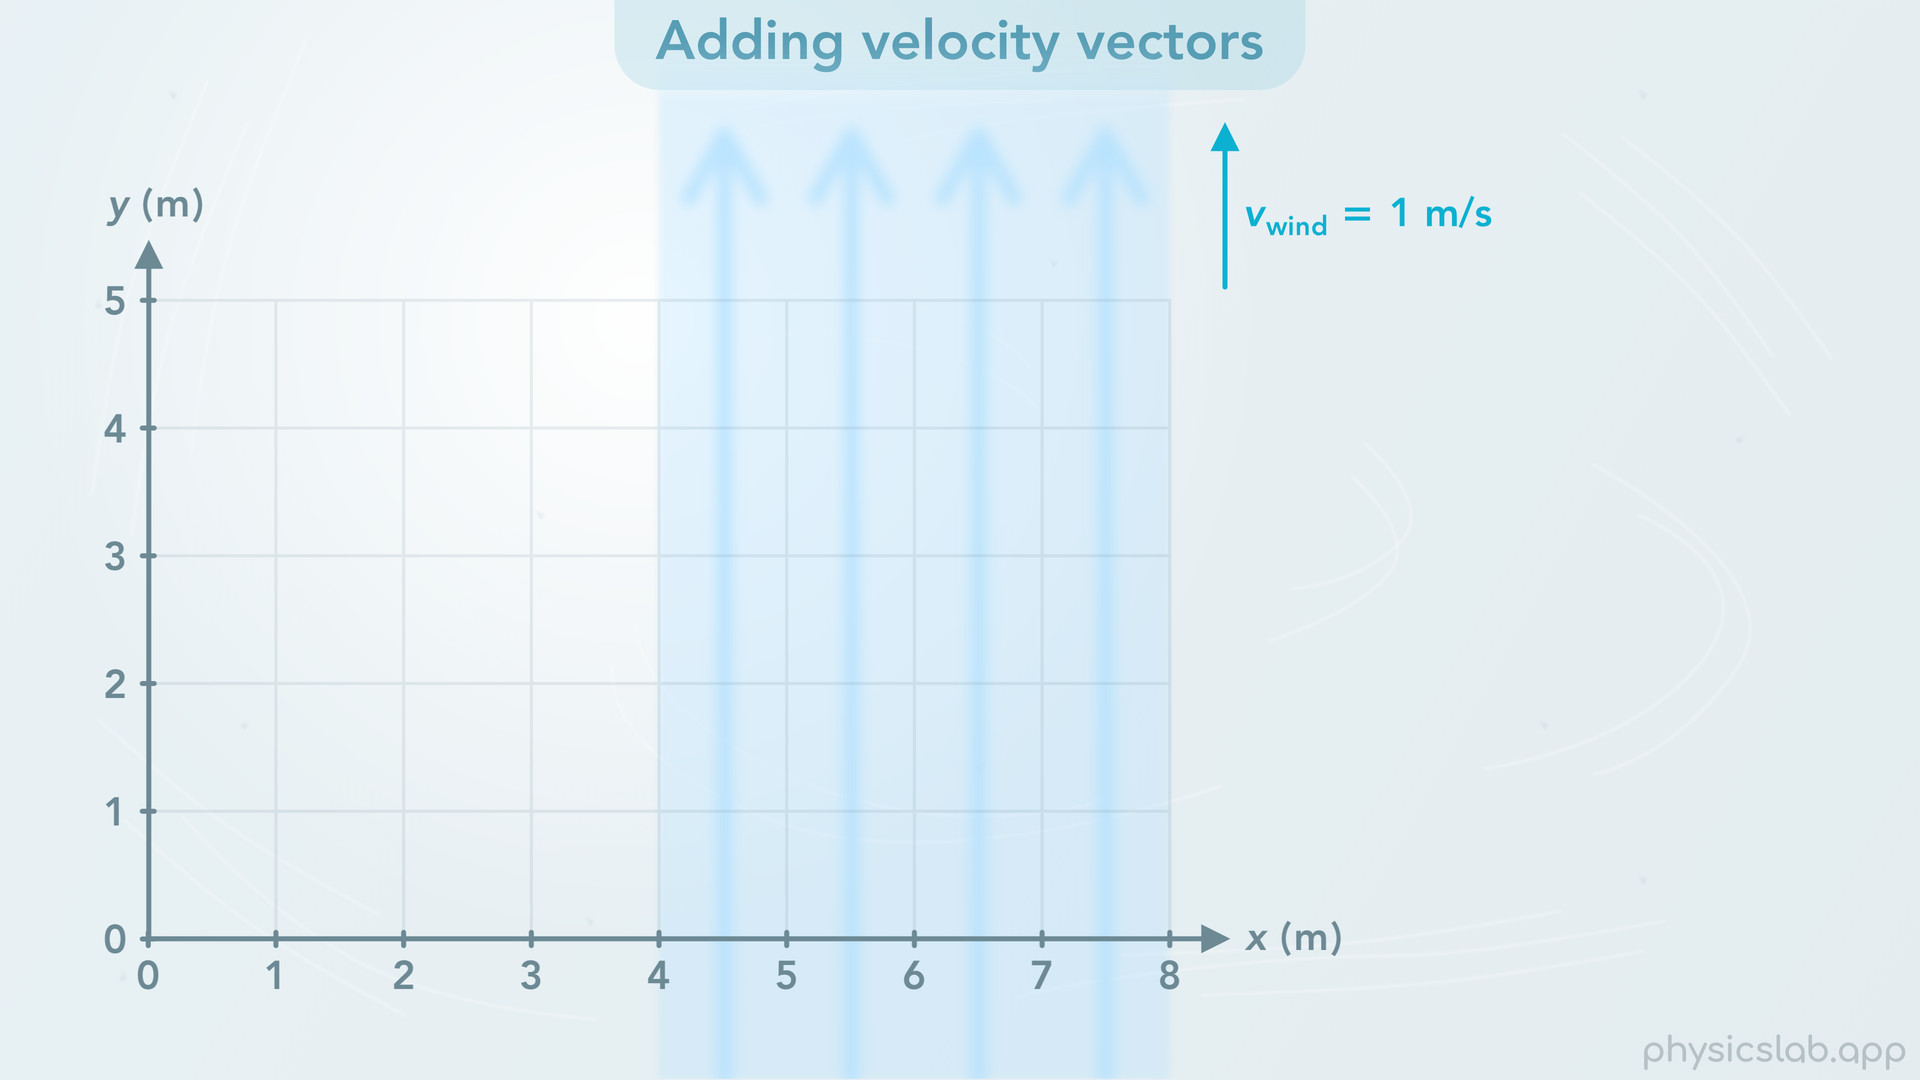 Adding velocity vectors
y (m)
v wind = 1 m/s
5
4
3
2
1
0
x (m)
0 1 2 3 4 5 6 7 8
physicslab.app